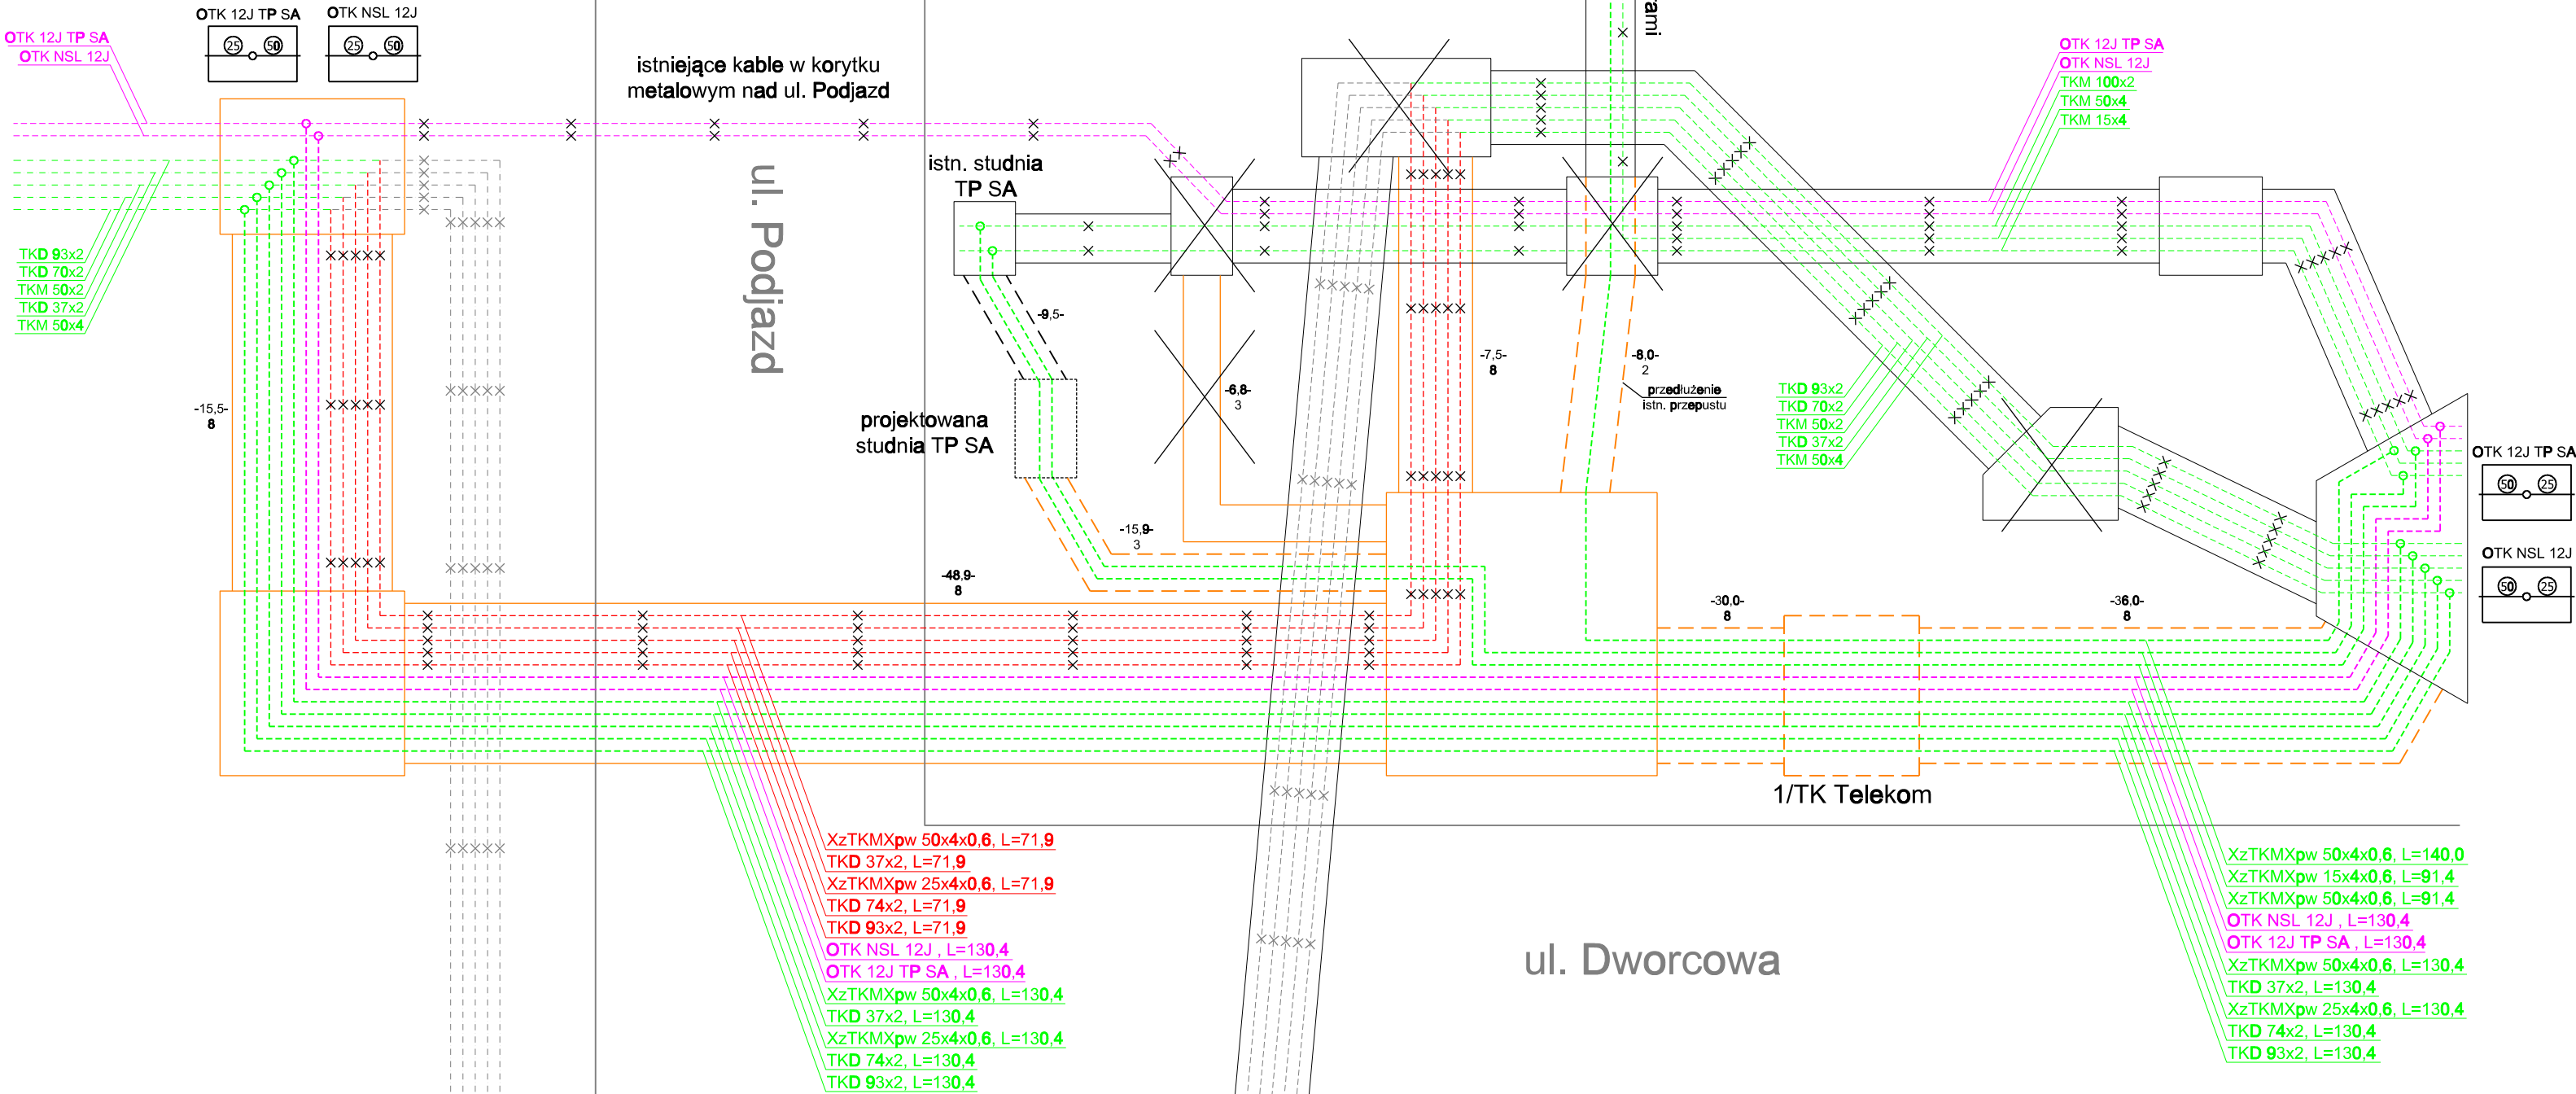 OTK 12J TP SA
OTK NSL 12J
25 50
25 50
OTK 12J TP SA
OTK NSL 12J
istniejące kable w korytku
metalowym nad ul. Podjazd
ul. Podjazd
istn. studnia
TP SA
OTK 12J TP SA
OTK NSL 12J
TKM 100x2
TKM 50x4
TKM 15x4
TKD 93x2
TKD 70x2
TKM 50x2
TKD 37x2
TKM 50x4
-15,5-
8
-9,5-
-6,8-
3
-7,5-
8
-8,0-
2
przedłużenie
istn. przepustu
TKD 93x2
TKD 70x2
TKM 50x2
TKD 37x2
TKM 50x4
projektowana
studnia TP SA
OTK 12J TP SA
50 25
OTK NSL 12J
50 25
-15,9-
3
-48,9-
8
-30,0-
8
-36,0-
8
1/TK Telekom
XzTKMXpw 50x4x0,6, L=71,9
TKD 37x2, L=71,9
XzTKMXpw 25x4x0,6, L=71,9
TKD 74x2, L=71,9
TKD 93x2, L=71,9
OTK NSL 12J , L=130,4
OTK 12J TP SA , L=130,4
XzTKMXpw 50x4x0,6, L=130,4
TKD 37x2, L=130,4
XzTKMXpw 25x4x0,6, L=130,4
TKD 74x2, L=130,4
TKD 93x2, L=130,4
ul. Dworcowa
XzTKMXpw 50x4x0,6, L=140,0
XzTKMXpw 15x4x0,6, L=91,4
XzTKMXpw 50x4x0,6, L=91,4
OTK NSL 12J , L=130,4
OTK 12J TP SA , L=130,4
XzTKMXpw 50x4x0,6, L=130,4
TKD 37x2, L=130,4
XzTKMXpw 25x4x0,6, L=130,4
TKD 74x2, L=130,4
TKD 93x2, L=130,4